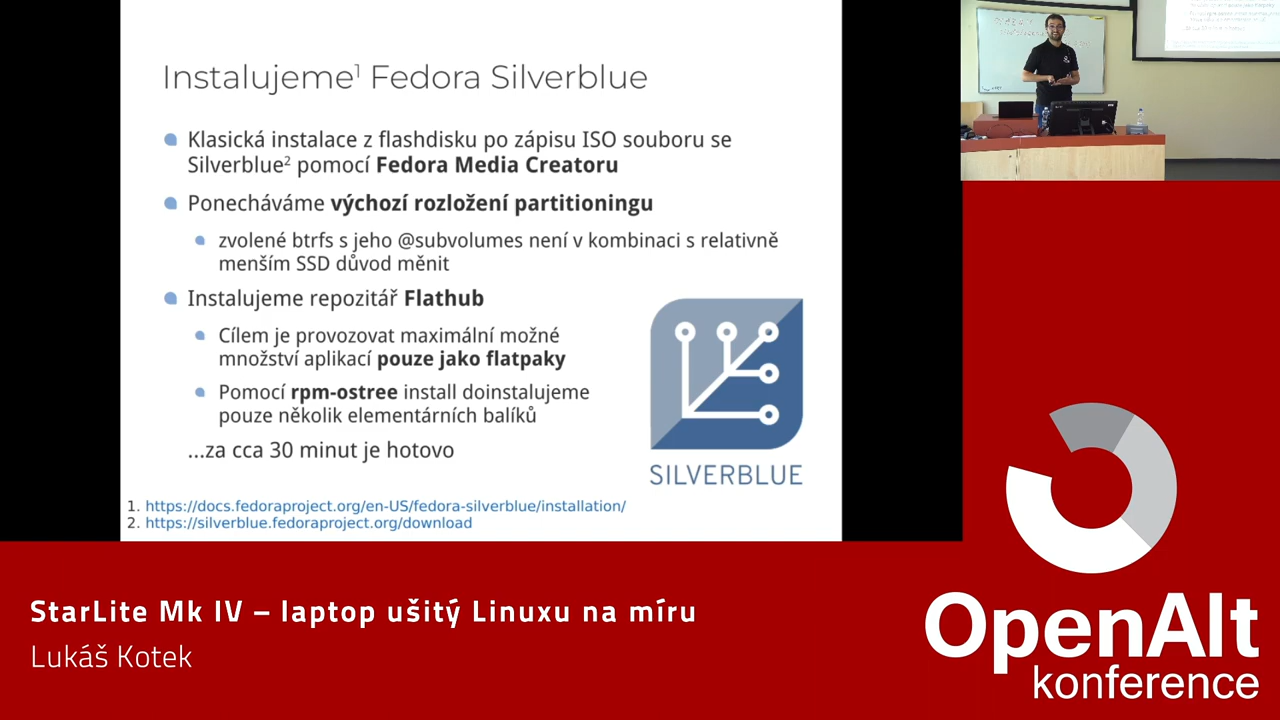 Instalujeme¹ Fedora Silverblue
Klasická instalace z flashdisku po zápisu ISO souboru se
Silverblue² pomocí Fedora Media Creatoru
Ponecháváme výchozí rozložení partitioningu
zvolené btrfs s jeho @subvolumes není v kombinaci s relativně
menším SSD důvod měnit
Instalujeme repozitář Flathub
Cílem je provozovat maximální možné
množství aplikací pouze jako flatpaky
Pomocí rpm-ostree install doinstalujeme
pouze několik elementárních balíků
...za cca 30 minut je hotovo
SILVERBLUE
1. https://docs.fedoraproject.org/en-US/fedora-silverblue/installation/
2. https://silverblue.fedoraproject.org/download
StarLite Mk IV – laptop ušitý Linuxu na míru
Lukáš Kotek
OpenAlt
konference